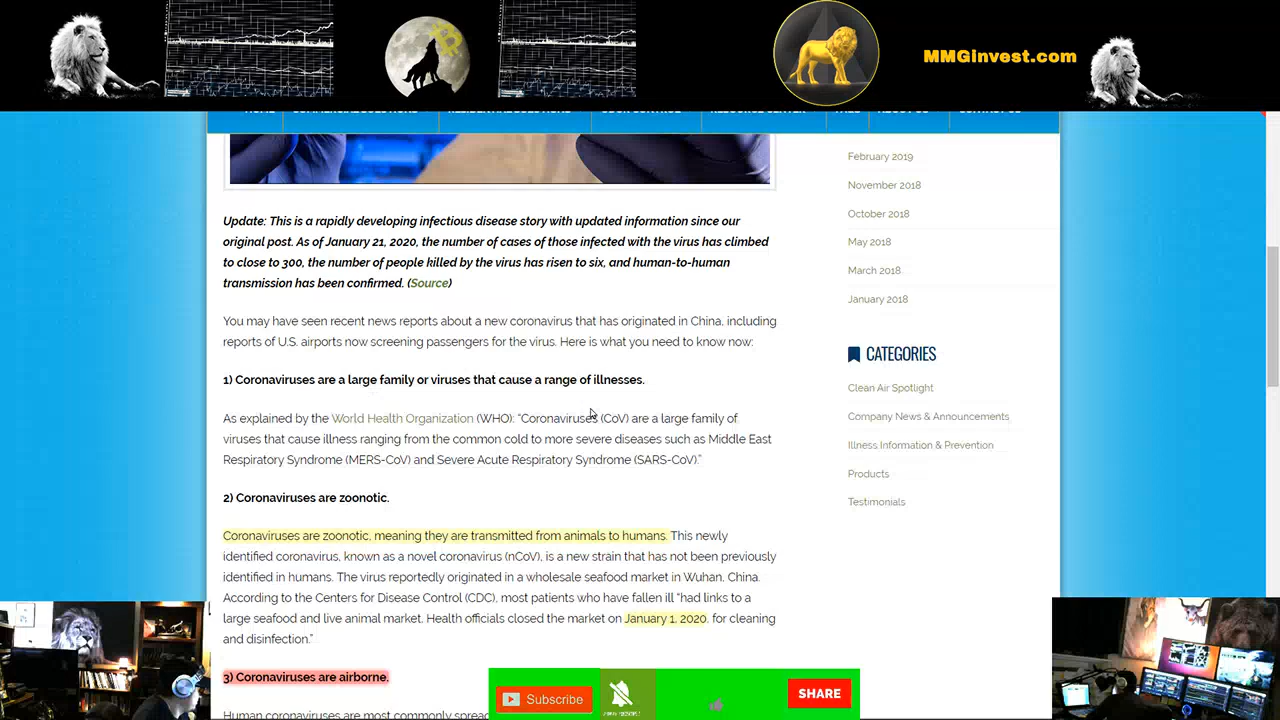 MMGinvest.com
February 2019
November 2018
October 2018
May 2018
March 2018
January 2018
CATEGORIES
Clean Air Spotlight
Company News & Announcements
Illness Information & Prevention
Products
Testimonials
Update: This is a rapidly developing infectious disease story with updated information since our
original post. As of January 21, 2020, the number of cases of those infected with the virus has climbed
to close to 300, the number of people killed by the virus has risen to six, and human-to-human
transmission has been confirmed. (Source)
You may have seen recent news reports about a new coronavirus that has originated in China, including
reports of U.S. airports now screening passengers for the virus. Here is what you need to know now:
1) Coronaviruses are a large family or viruses that cause a range of illnesses.
As explained by the World Health Organization (WHO): “Coronaviruses (CoV) are a large family of
viruses that cause illness ranging from the common cold to more severe diseases such as Middle East
Respiratory Syndrome (MERS-CoV) and Severe Acute Respiratory Syndrome (SARS-CoV).”
2) Coronaviruses are zoonotic.
Coronaviruses are zoonotic, meaning they are transmitted from animals to humans. This newly
identified coronavirus, known as a novel coronavirus (nCoV), is a new strain that has not been previously
identified in humans. The virus reportedly originated in a wholesale seafood market in Wuhan, China.
According to the Centers for Disease Control (CDC), most patients who have fallen ill “had links to a
large seafood and live animal market. Health officials closed the market on January 1, 2020, for cleaning
and disinfection.”
3) Coronaviruses are airborne.
Human coronaviruses are most commonly spread
Subscribe
SHARE